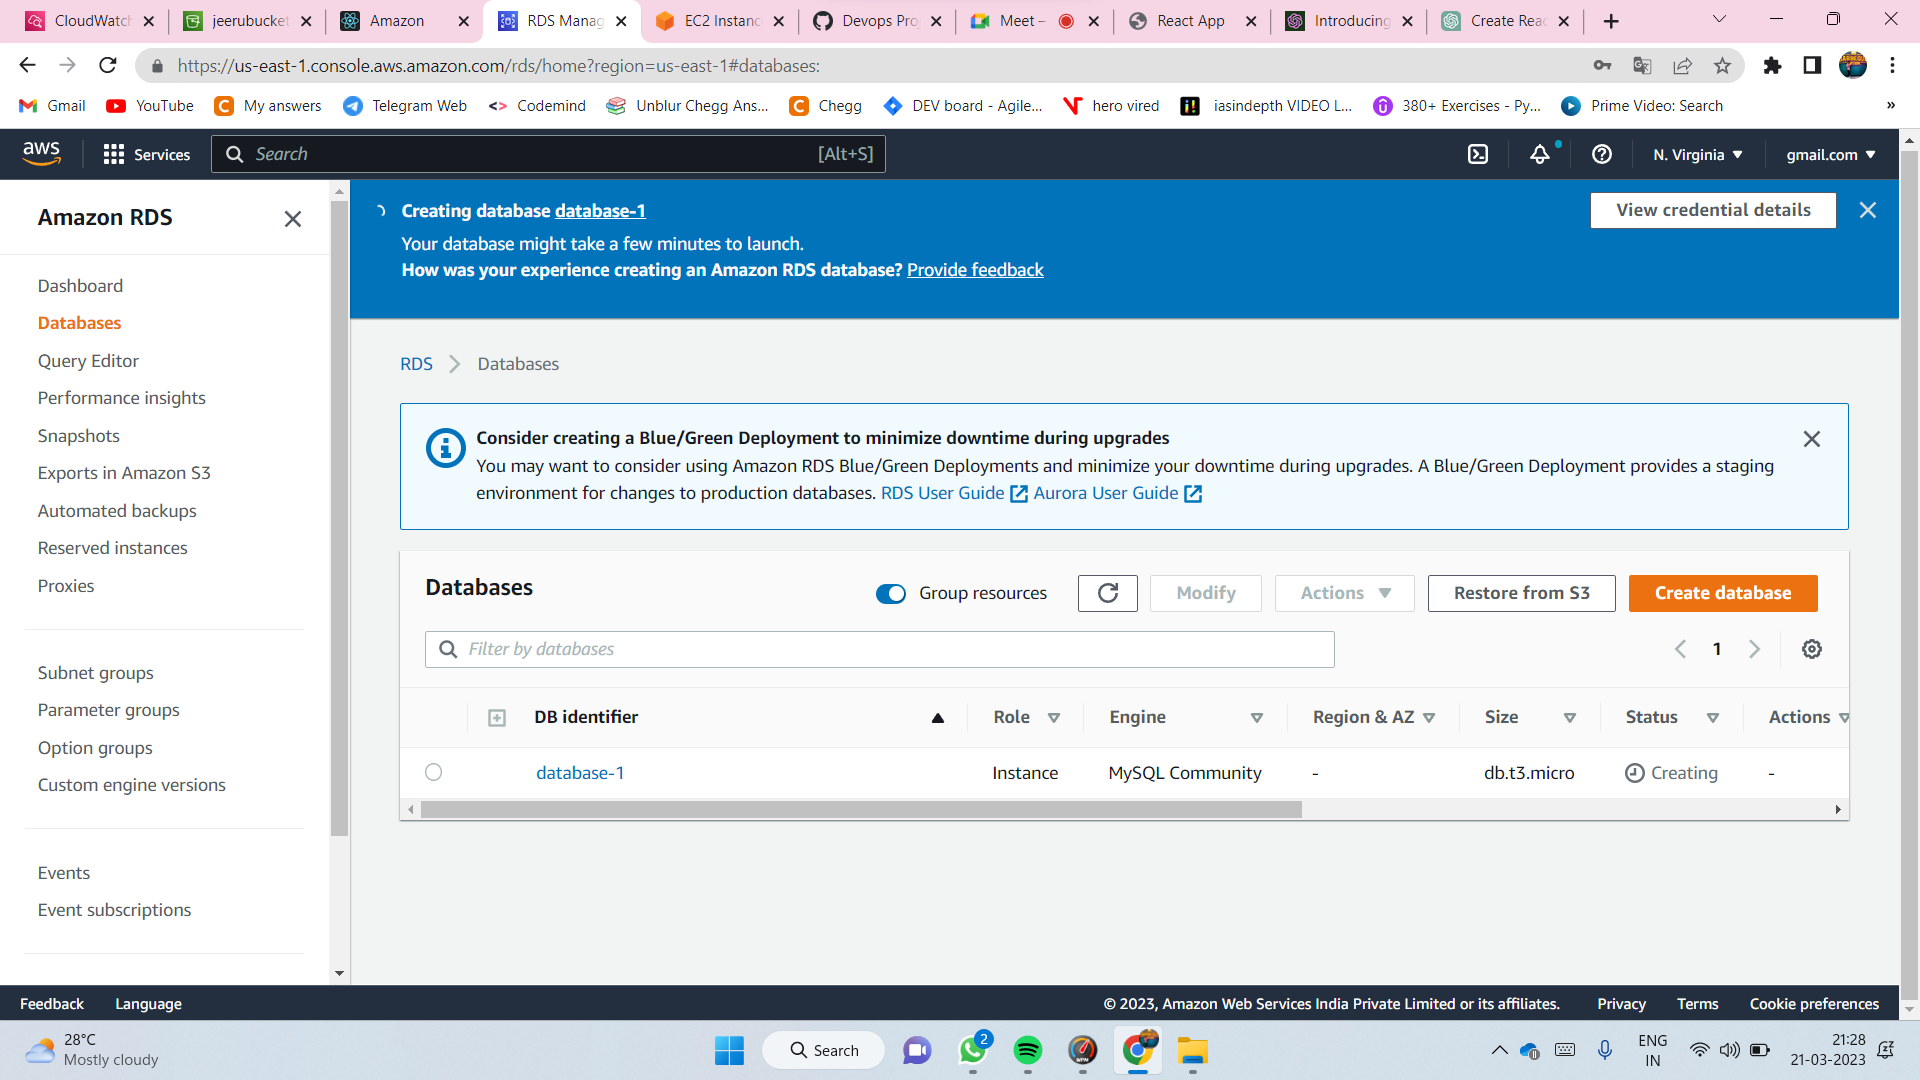 CloudWatch
jeerubucket
Amazon
RDS Manag
EC2 Instanc
Devops Proj
Meet –
React App
Introducing
Create Reac
https://us-east-1.console.aws.amazon.com/rds/home?region=us-east-1#databases:
Gmail
YouTube
My answers
Telegram Web
Codemind
Unblur Chegg Ans...
Chegg
DEV board - Agile...
hero vired
iasindepth VIDEO L...
380+ Exercises - Py...
Prime Video: Search
»
aws
Services
Search
[Alt+S]
N. Virginia
gmail.com
Amazon RDS
Dashboard
Databases
Query Editor
Performance insights
Snapshots
Exports in Amazon S3
Automated backups
Reserved instances
Proxies
Subnet groups
Parameter groups
Option groups
Custom engine versions
Events
Event subscriptions
Creating database database-1
View credential details
Your database might take a few minutes to launch.
How was your experience creating an Amazon RDS database? Provide feedback
RDS
Databases
Consider creating a Blue/Green Deployment to minimize downtime during upgrades
You may want to consider using Amazon RDS Blue/Green Deployments and minimize your downtime during upgrades. A Blue/Green Deployment provides a staging
environment for changes to production databases. RDS User Guide Aurora User Guide
Databases
Group resources
Modify
Actions
Restore from S3
Create database
Filter by databases
1
DB identifier
Role
Engine
Region & AZ
Size
Status
Actions
database-1
Instance
MySQL Community
-
db.t3.micro
Creating
-
Feedback
Language
© 2023, Amazon Web Services India Private Limited or its affiliates.
Privacy
Terms
Cookie preferences
28°C
Mostly cloudy
Search
2
ENG
IN
21:28
21-03-2023